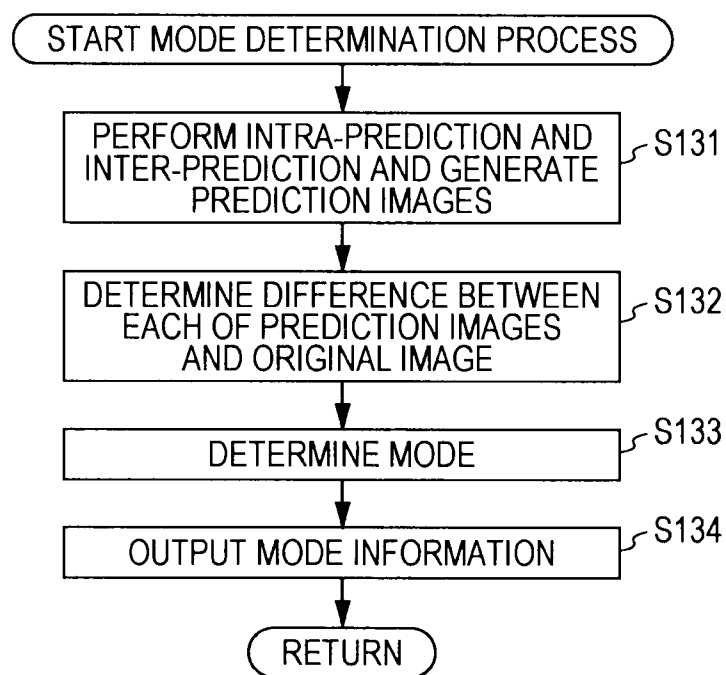 START MODE DETERMINATION PROCESS
PERFORM INTRA-PREDICTION AND
INTER-PREDICTION AND GENERATE
PREDICTION IMAGES
S131
DETERMINE DIFFERENCE BETWEEN
EACH OF PREDICTION IMAGES
AND ORIGINAL IMAGE
S132
DETERMINE MODE
S133
OUTPUT MODE INFORMATION
S134
RETURN